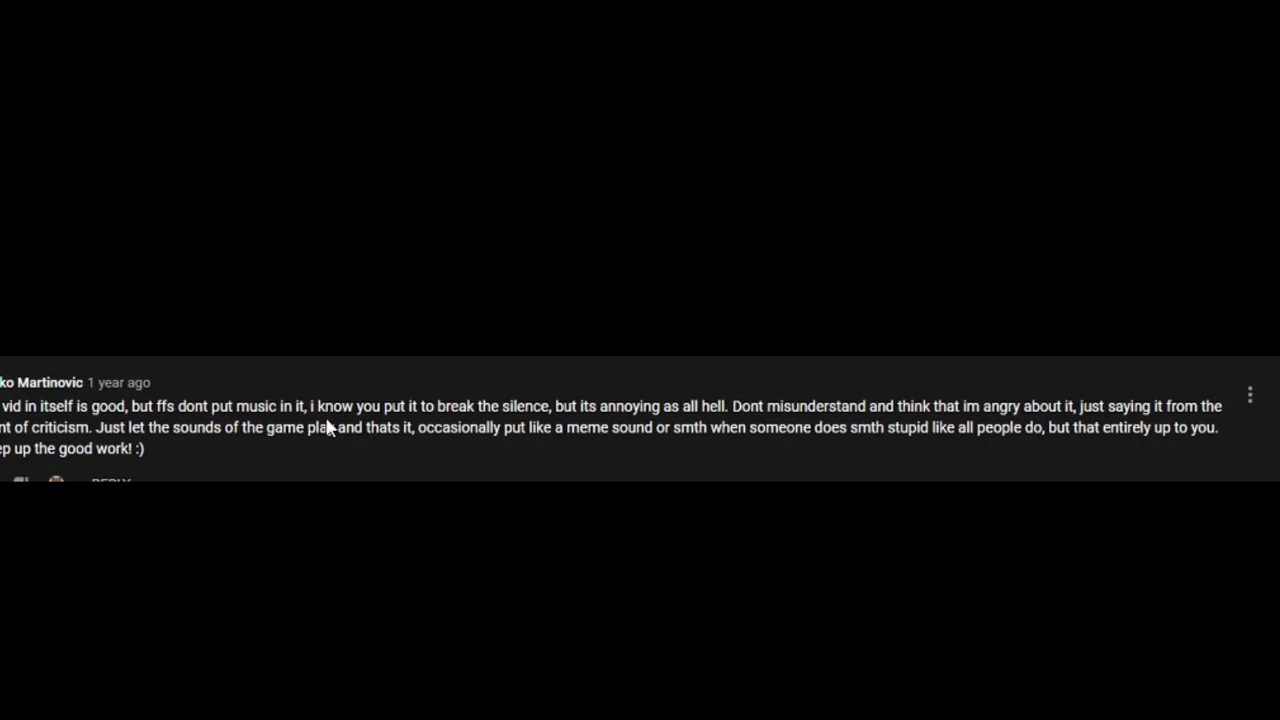 ko Martinovic 1 year ago
vid in itself is good, but ffs dont put music in it, i know you put it to break the silence, but its annoying as all hell. Dont misunderstand and think that im angry about it, just saying it from the
nt of criticism. Just let the sounds of the game pla and thats it, occasionally put like a meme sound or smth when someone does smth stupid like all people do, but that entirely up to you.
ep up the good work! :)
REPLY